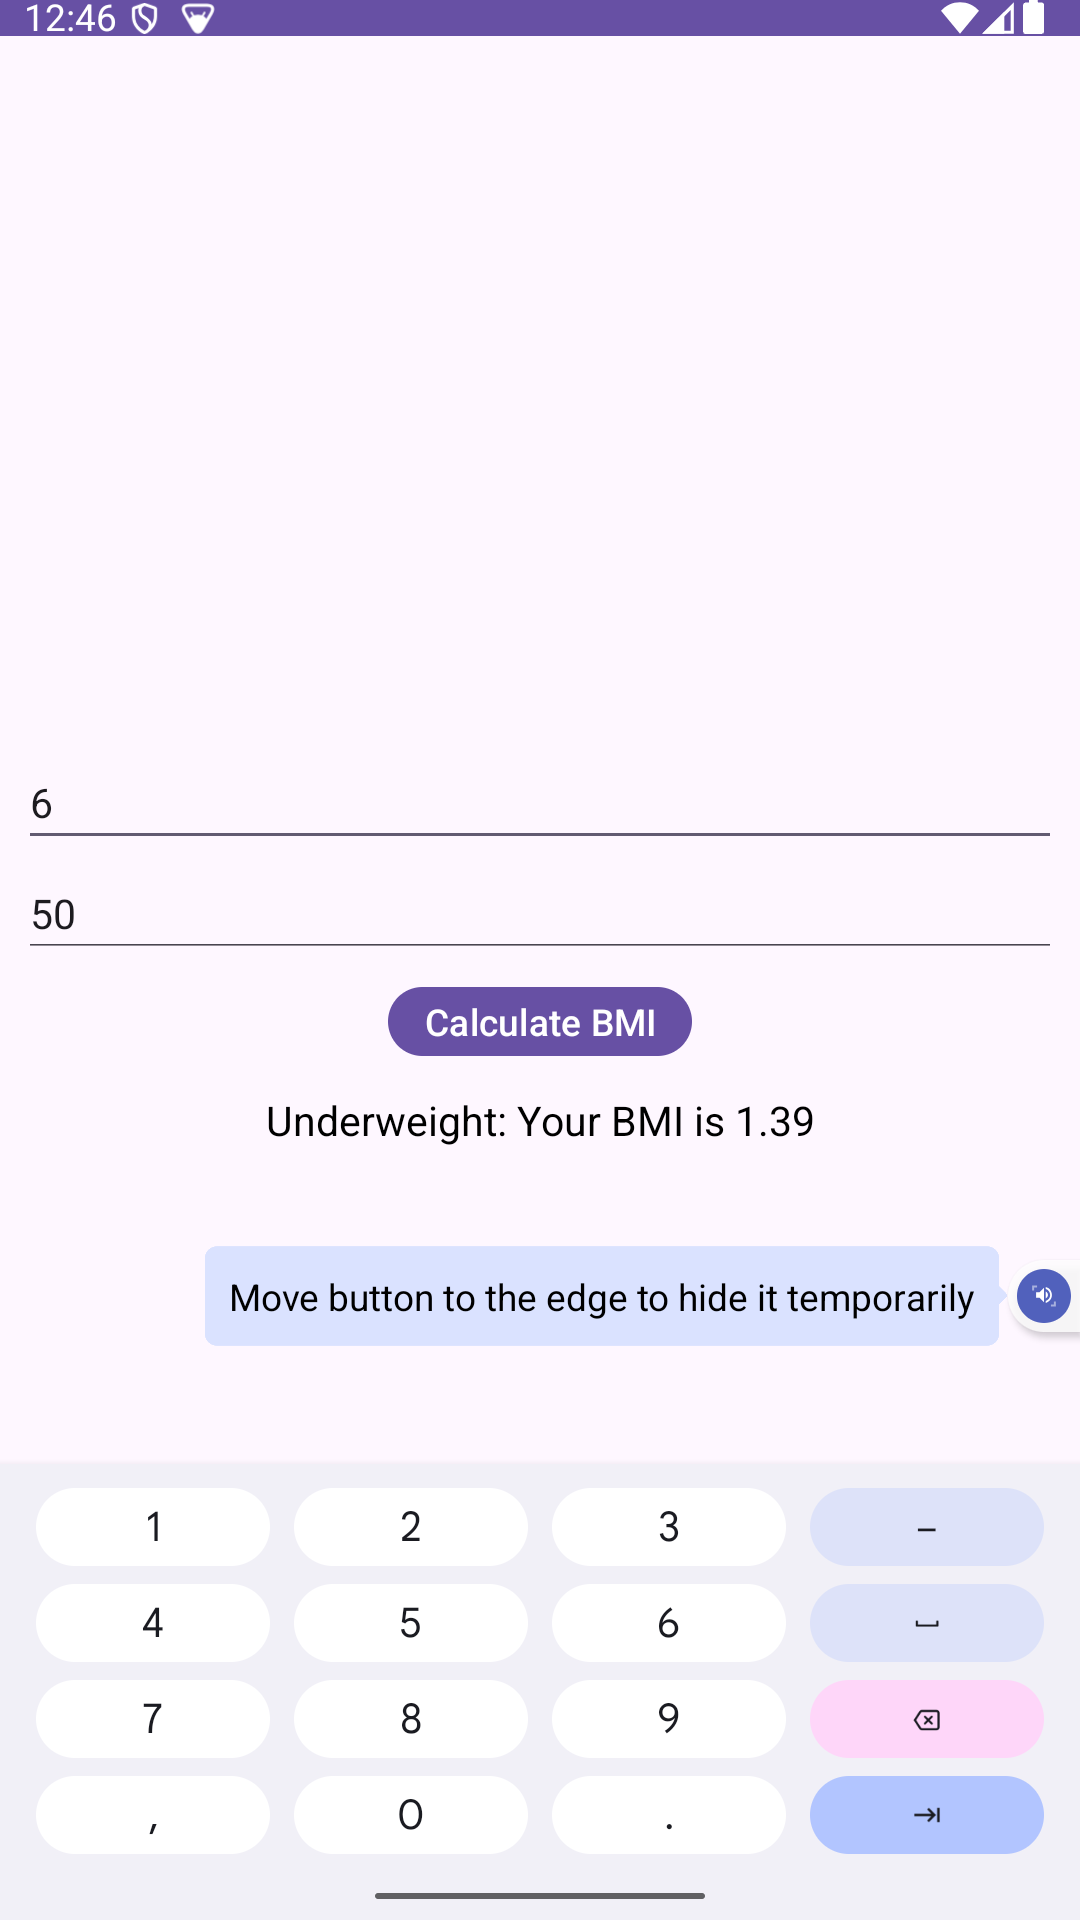 12:46
6
50
Calculate BMI
Underweight: Your BMI is 1.39
Move button to the edge to hide it temporarily
1 2 3 –
4 5 6
7 8 9
, 0 .